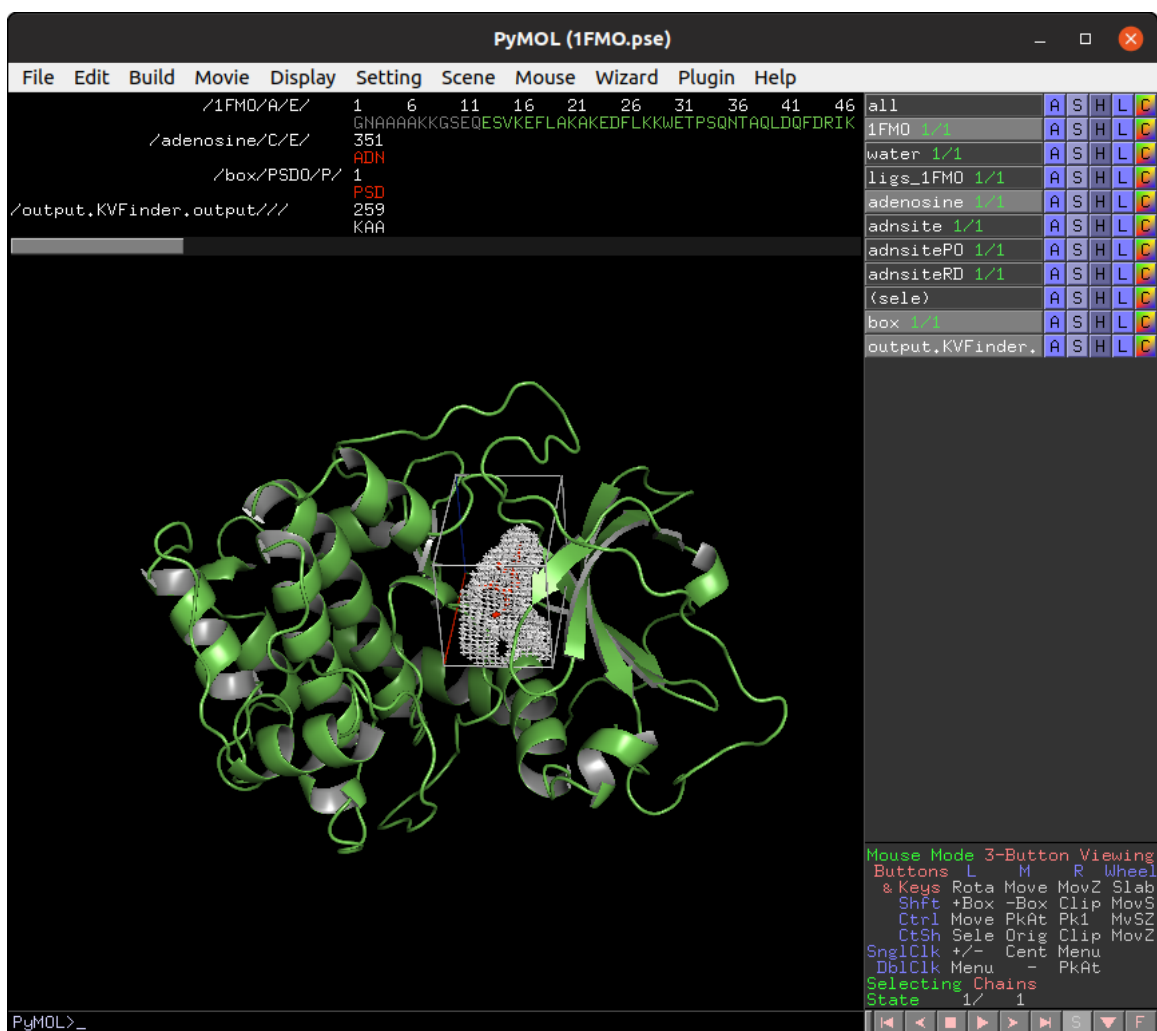 PyMOL (1FMO.pse)
File Edit Build Movie Display Setting Scene Mouse Wizard Plugin Help
/1FMO/A/E/ 1 6 11 16 21 26 31 36 41 46
GNAAAAKKGSEQESVKEFLAKAKEDFLKKWETPSQNTAQLDQFDRIK
/adenosine/C/E/ 351
ADN
/box/PSDO/P/ 1
PSD
/output.KVFinder.output/// 259
KAA
all A S H L C
1FMO 1/1 A S H L C
water 1/1 A S H L C
ligs_1FMO 1/1 A S H L C
adenosine 1/1 A S H L C
adnsite 1/1 A S H L C
adnsitePO 1/1 A S H L C
adnsiteRD 1/1 A S H L C
(sele) A S H L C
box 1/1 A S H L C
output.KVFinder. A S H L C
Mouse Mode 3-Button Viewing
Buttons L M R Wheel
& Keys Rota Move MovZ Slab
Shft +Box -Box Clip MovS
Ctrl Move PkAt Pk1 MvSZ
CtSh Sele Orig Clip MovZ
SnglClk +/- Cent Menu
DblClk Menu - PkAt
Selecting Chains
State 1/ 1
S F
PyMOL>_